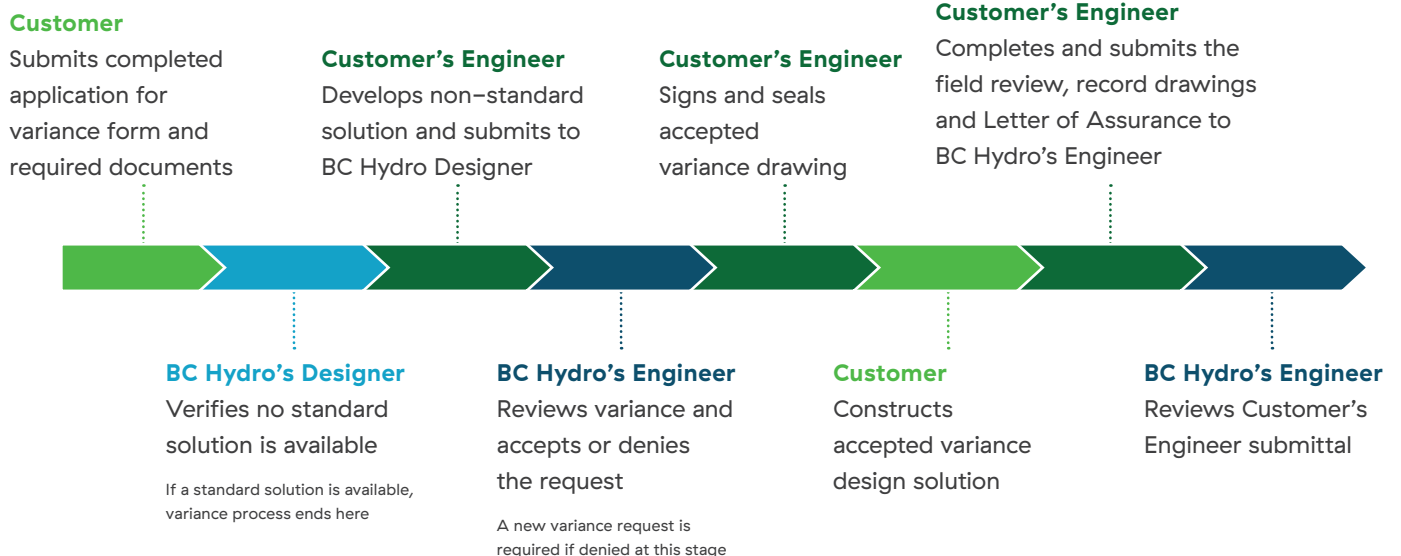 Customer
Submits completed
application for
variance form and
required documents
BC Hydro’s Designer
Verifies no standard
solution is available
If a standard solution is available,
variance process ends here
Customer’s Engineer
Develops non–standard
solution and submits to
BC Hydro Designer
BC Hydro’s Engineer
Reviews variance and
accepts or denies
the request
A new variance request is
required if denied at this stage
Customer’s Engineer
Signs and seals
accepted
variance drawing
Customer
Constructs
accepted variance
design solution
Customer’s Engineer
Completes and submits the
field review, record drawings
and Letter of Assurance to
BC Hydro’s Engineer
BC Hydro’s Engineer
Reviews Customer’s
Engineer submittal